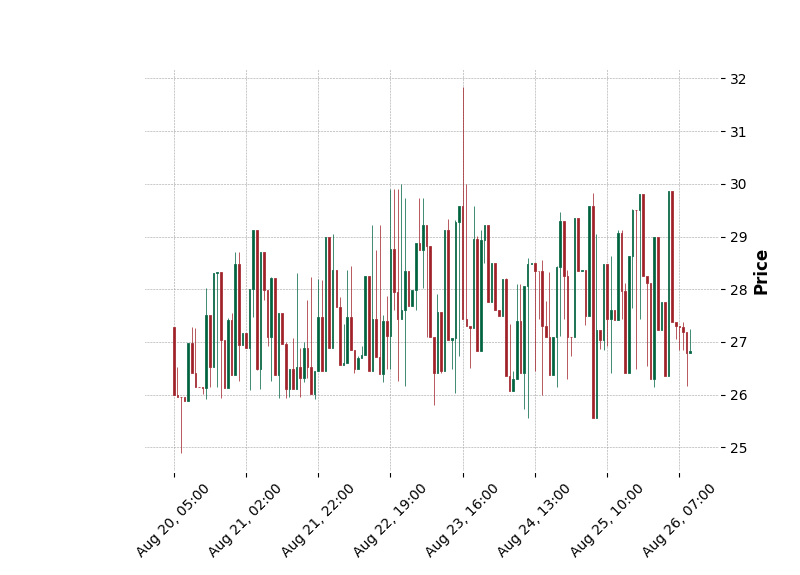 32
31
30
29
28
27
26
25
Price
Aug 20, 05:00
Aug 21, 02:00
Aug 21, 22:00
Aug 22, 19:00
Aug 23, 16:00
Aug 24, 13:00
Aug 25, 10:00
Aug 26, 07:00